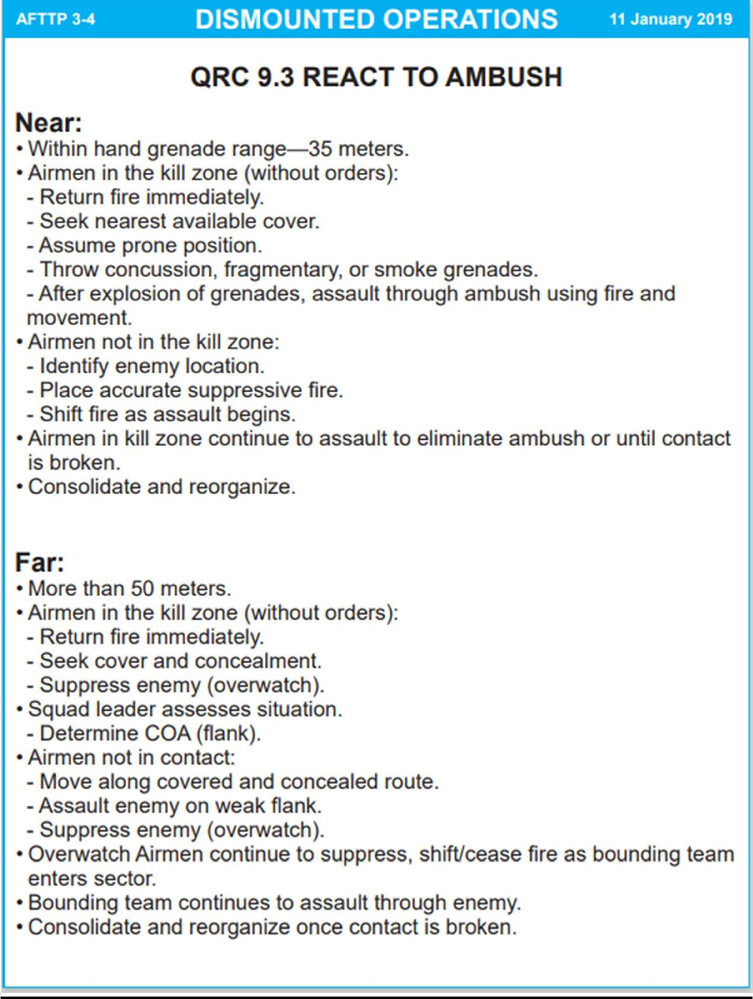 AFTTP 3-4 DISMOUNTED OPERATIONS 11 January 2019
QRC 9.3 REACT TO AMBUSH
Near:
• Within hand grenade range—35 meters.
• Airmen in the kill zone (without orders):
- Return fire immediately.
- Seek nearest available cover.
- Assume prone position.
- Throw concussion, fragmentary, or smoke grenades.
- After explosion of grenades, assault through ambush using fire and
movement.
• Airmen not in the kill zone:
- Identify enemy location.
- Place accurate suppressive fire.
- Shift fire as assault begins.
• Airmen in kill zone continue to assault to eliminate ambush or until contact
is broken.
• Consolidate and reorganize.
Far:
• More than 50 meters.
• Airmen in the kill zone (without orders):
- Return fire immediately.
- Seek cover and concealment.
- Suppress enemy (overwatch).
• Squad leader assesses situation.
- Determine COA (flank).
• Airmen not in contact:
- Move along covered and concealed route.
- Assault enemy on weak flank.
- Suppress enemy (overwatch).
• Overwatch Airmen continue to suppress, shift/cease fire as bounding team
enters sector.
• Bounding team continues to assault through enemy.
• Consolidate and reorganize once contact is broken.